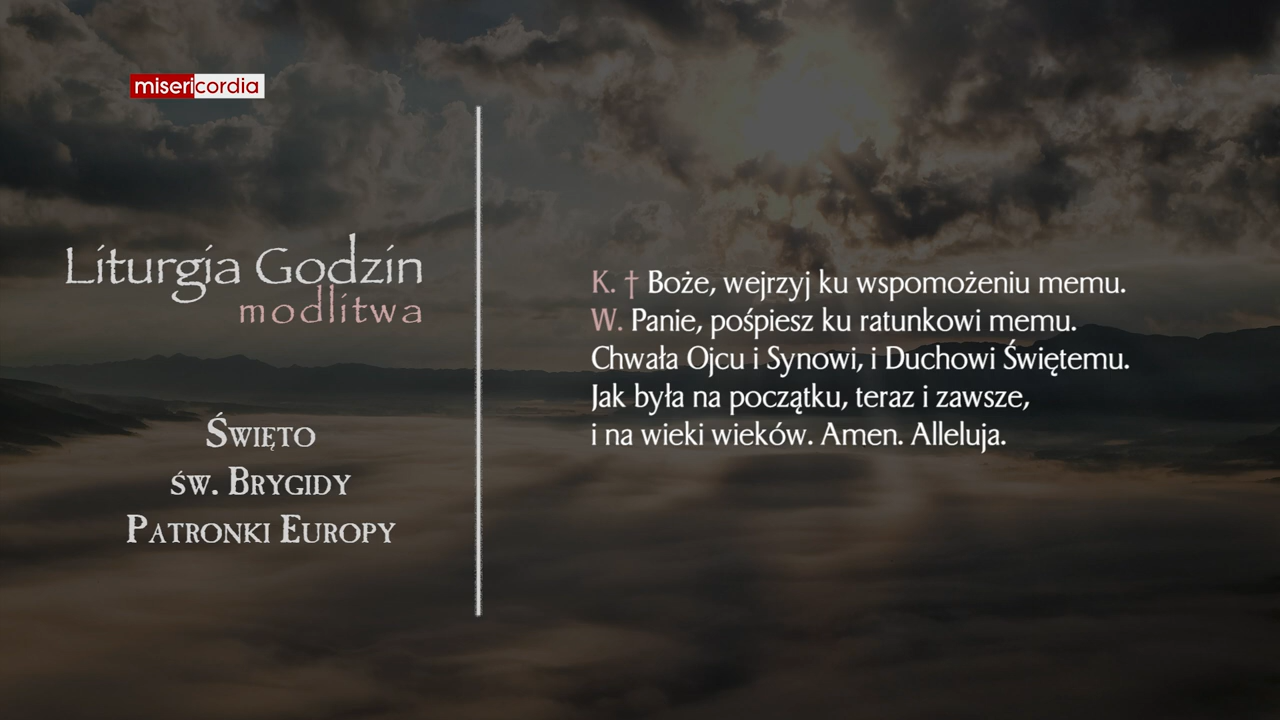 misericordia
Liturgia Godzin
modlitwa
Święto
św. Brygidy
Patronki Europy
K. † Boże, wejrzyj ku wspomożeniu memu.
W. Panie, pośpiesz ku ratunkowi memu.
Chwała Ojcu i Synowi, i Duchowi Świętemu.
Jak była na początku, teraz i zawsze,
i na wieki wieków. Amen. Alleluja.